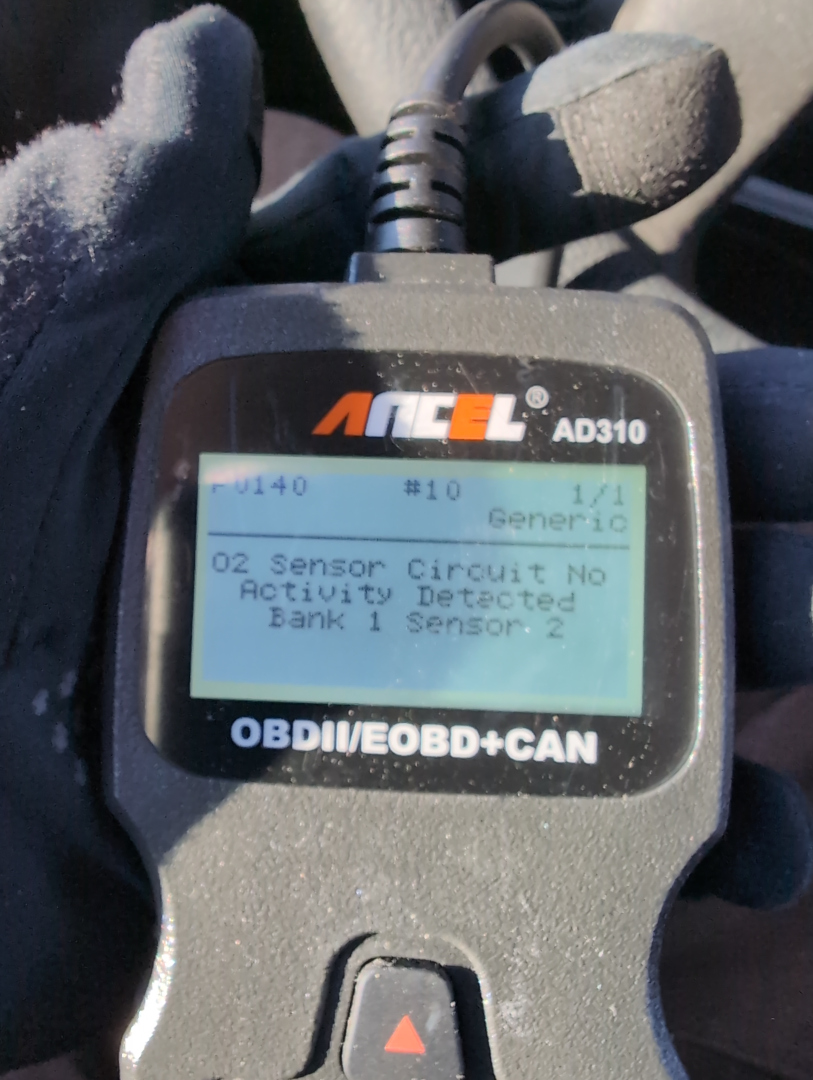 ANCEL®
AD310
P0140 #10 1/1
Generic
O2 Sensor Circuit No
Activity Detected
Bank 1 Sensor 2
OBDII/EOBD+CAN